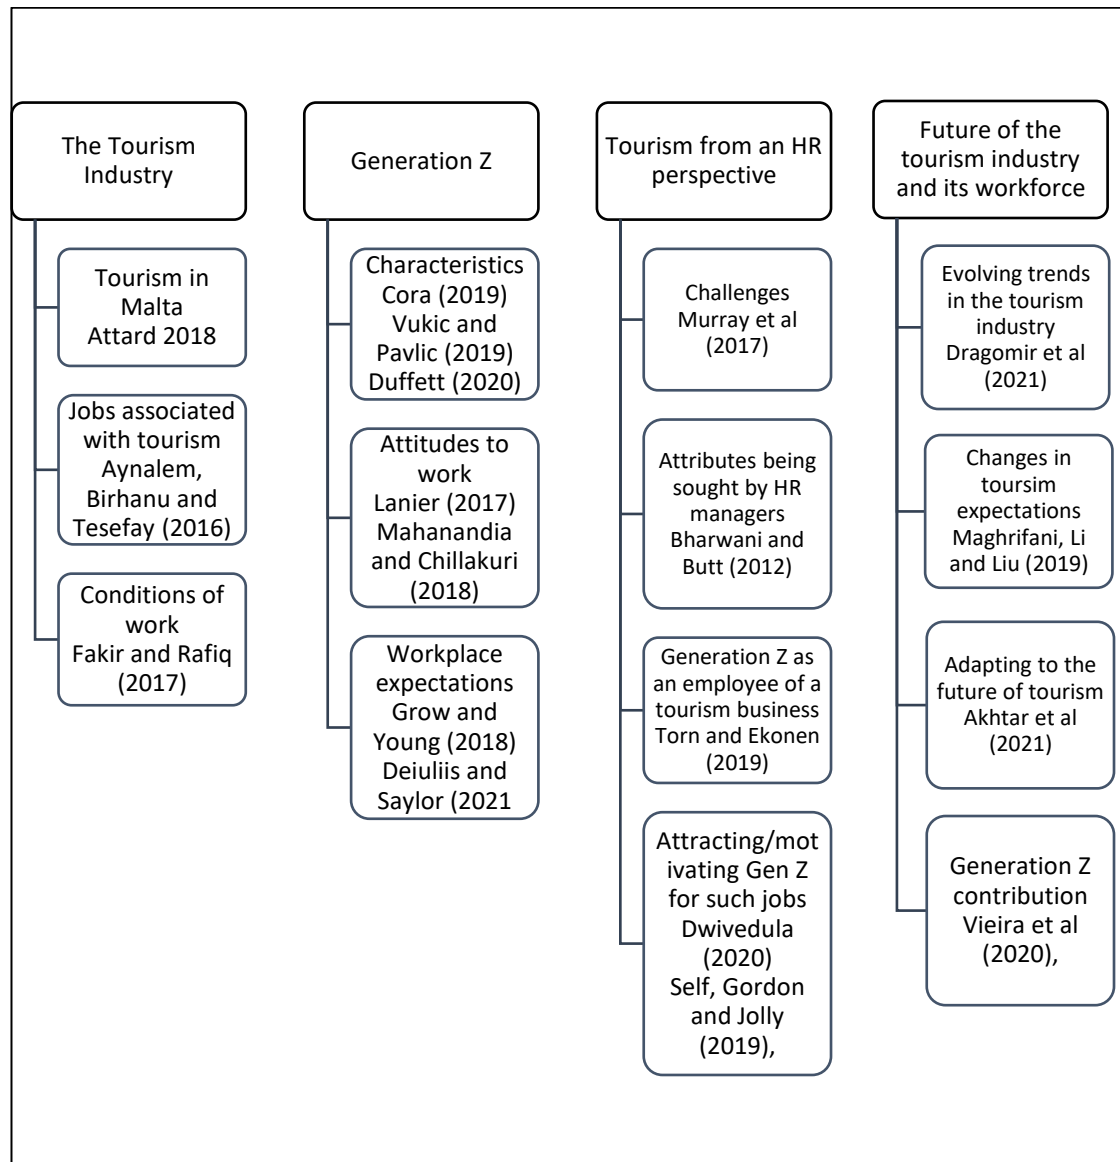 The Tourism
Industry
Tourism in
Malta
Attard 2018
Jobs associated
with tourism
Aynalem,
Birhanu and
Tesefay (2016)
Conditions of
work
Fakir and Rafiq
(2017)
Generation Z
Characteristics
Cora (2019)
Vukic and
Pavlic (2019)
Duffett (2020)
Attitudes to
work
Lanier (2017)
Mahanandia
and Chillakuri
(2018)
Workplace
expectations
Grow and
Young (2018)
Deiuliis and
Saylor (2021
Tourism from an HR
perspective
Challenges
Murray et al
(2017)
Attributes being
sought by HR
managers
Bharwani and
Butt (2012)
Generation Z as
an employee of a
tourism business
Torn and Ekonen
(2019)
Attracting/mot
ivating Gen Z
for such jobs
Dwivedula
(2020)
Self, Gordon
and Jolly
(2019),
Future of the
tourism industry
and its workforce
Evolving trends
in the tourism
industry
Dragomir et al
(2021)
Changes in
toursim
expectations
Maghrifani, Li
and Liu (2019)
Adapting to the
future of tourism
Akhtar et al
(2021)
Generation Z
contribution
Vieira et al
(2020),